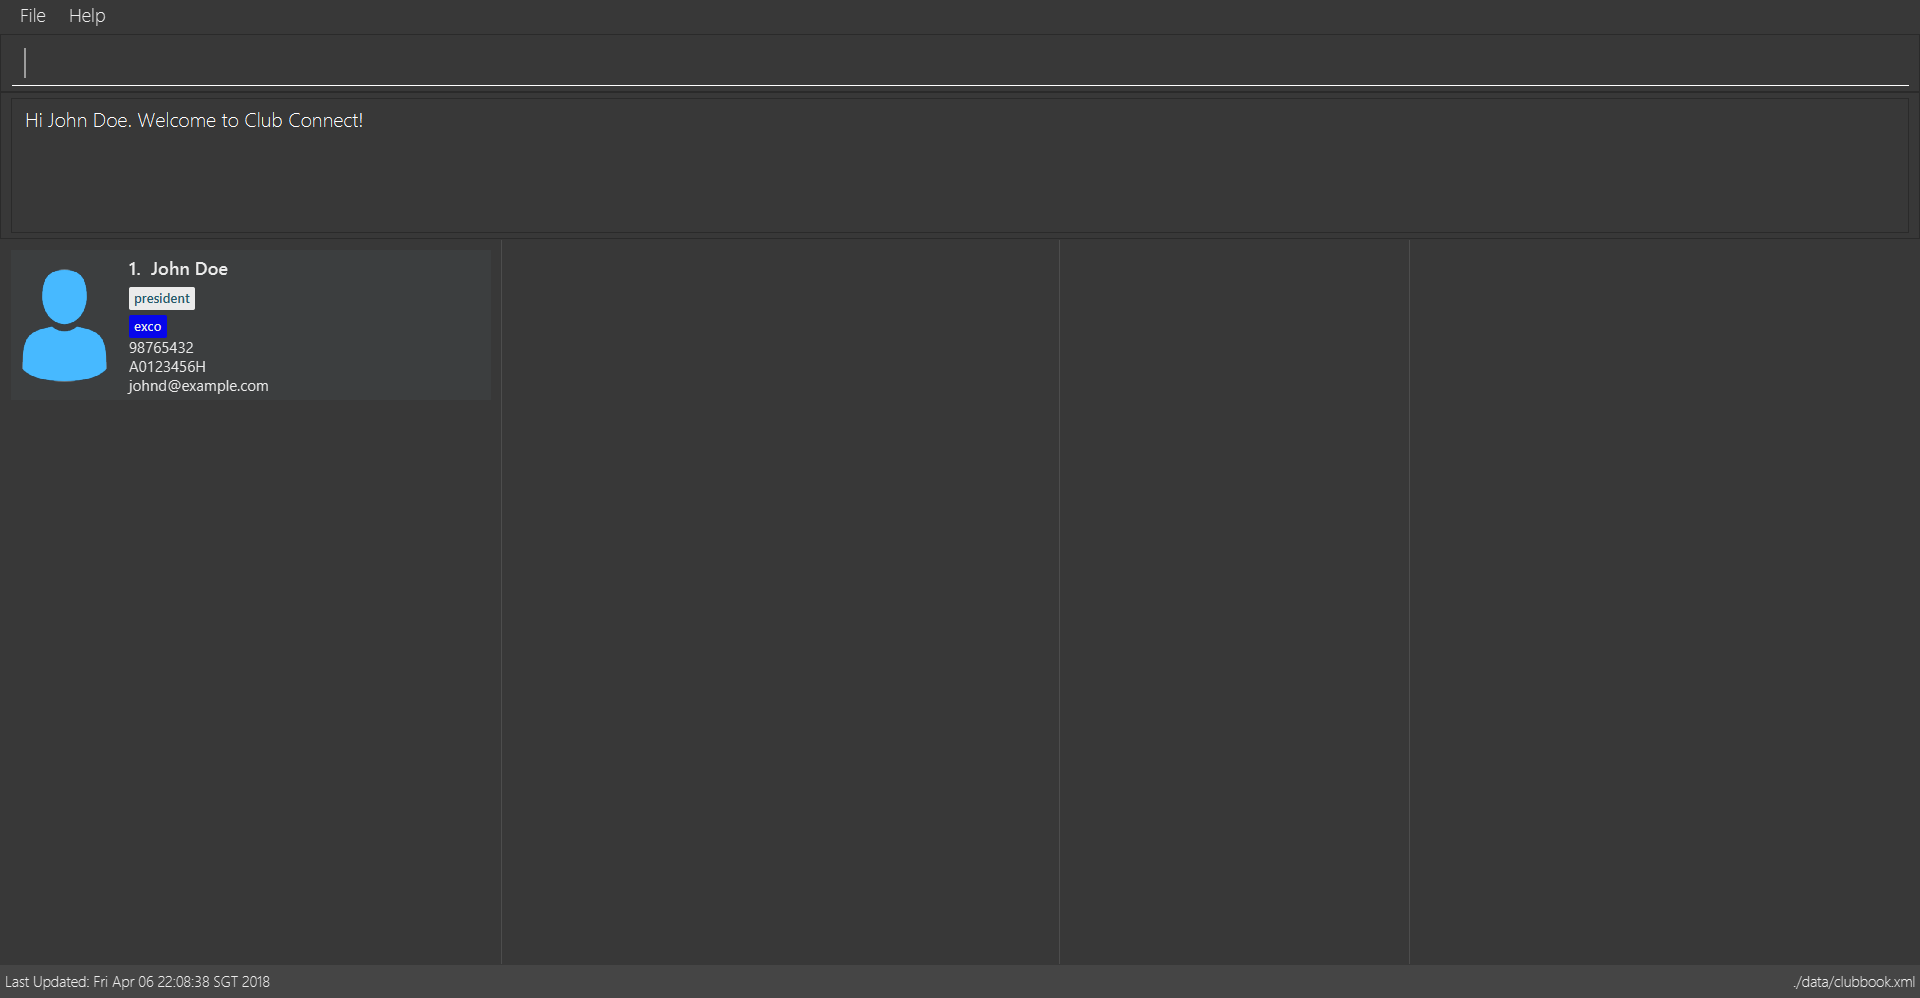 File Help
Hi John Doe. Welcome to Club Connect!
1. John Doe
president
exco
98765432
A0123456H
johnd@example.com
Last Updated: Fri Apr 06 22:08:38 SGT 2018
./data/clubbook.xml